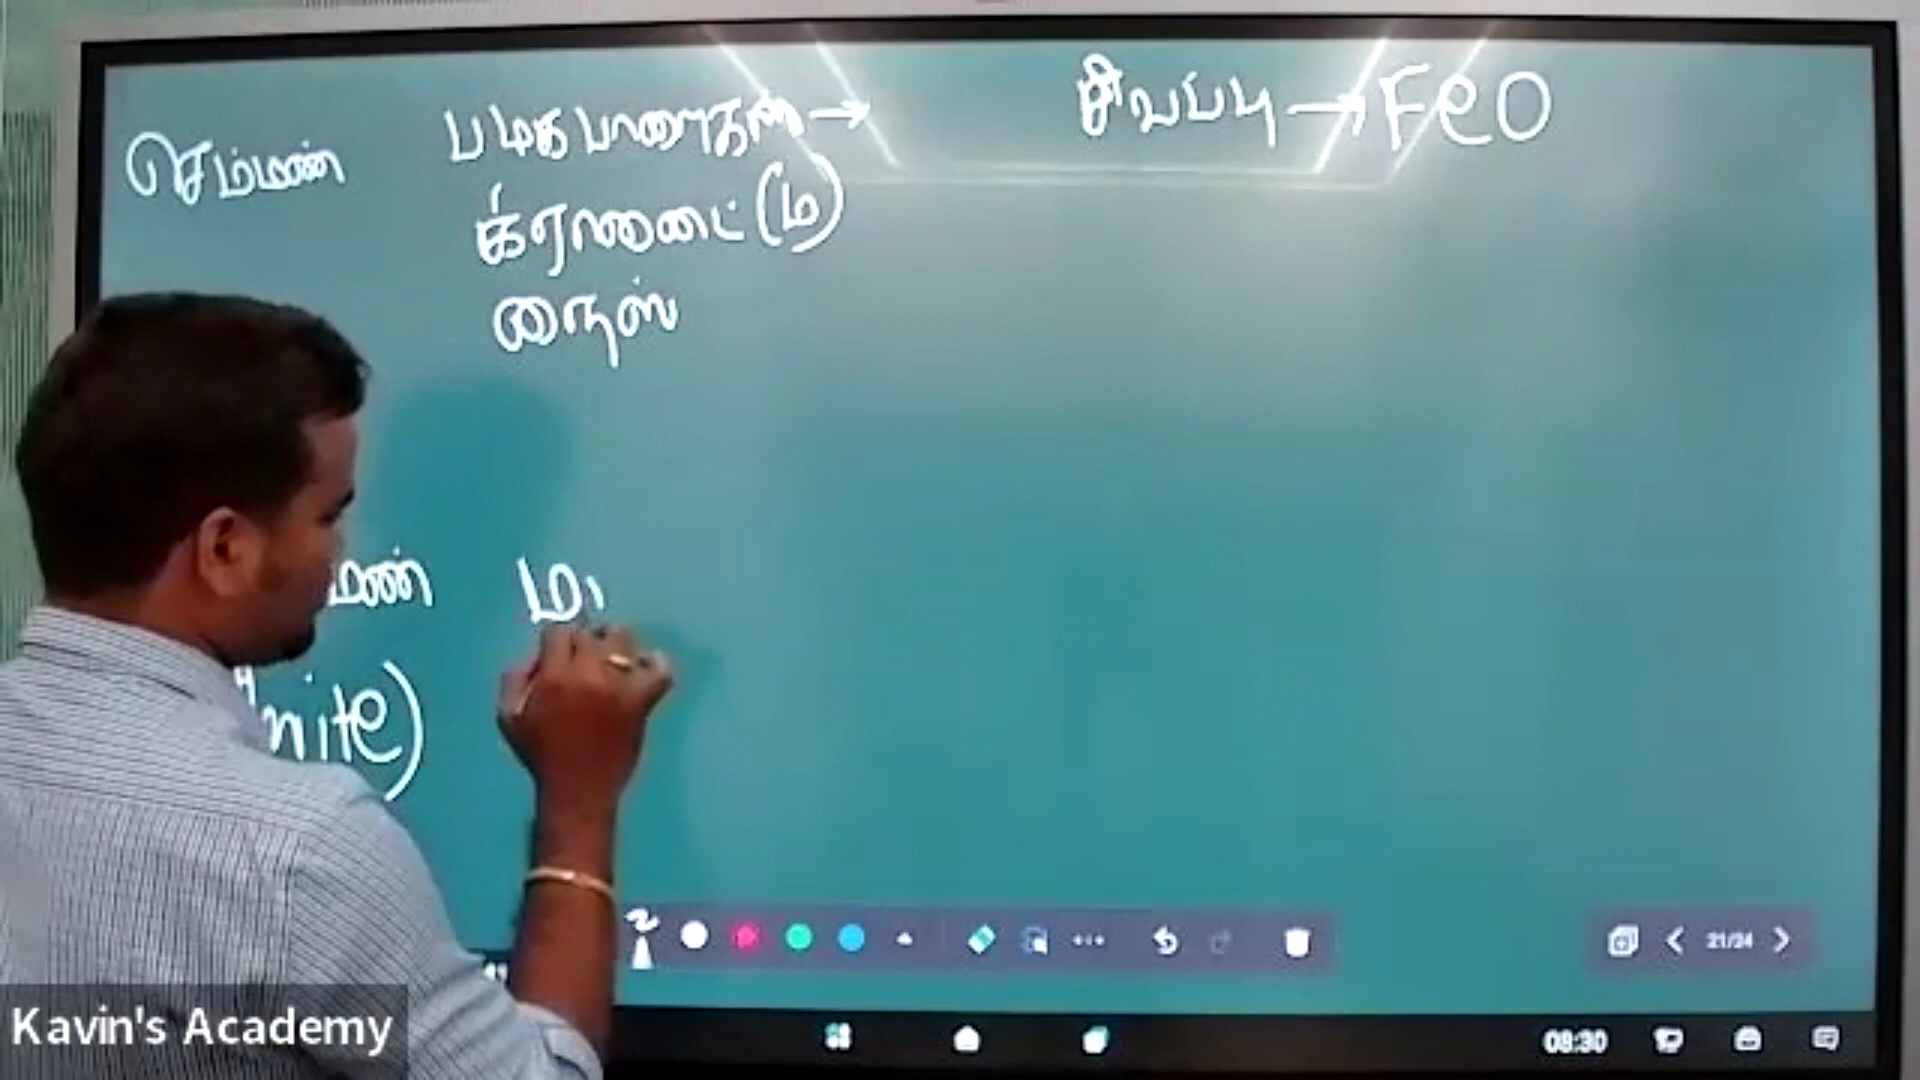 செம்மண் படிக பாறைகள் → சிவப்பு → FeO
க்ரானைட் (ம)
நைஸ்
மண் மா
nite)
21/24
08:30
Kavin's Academy